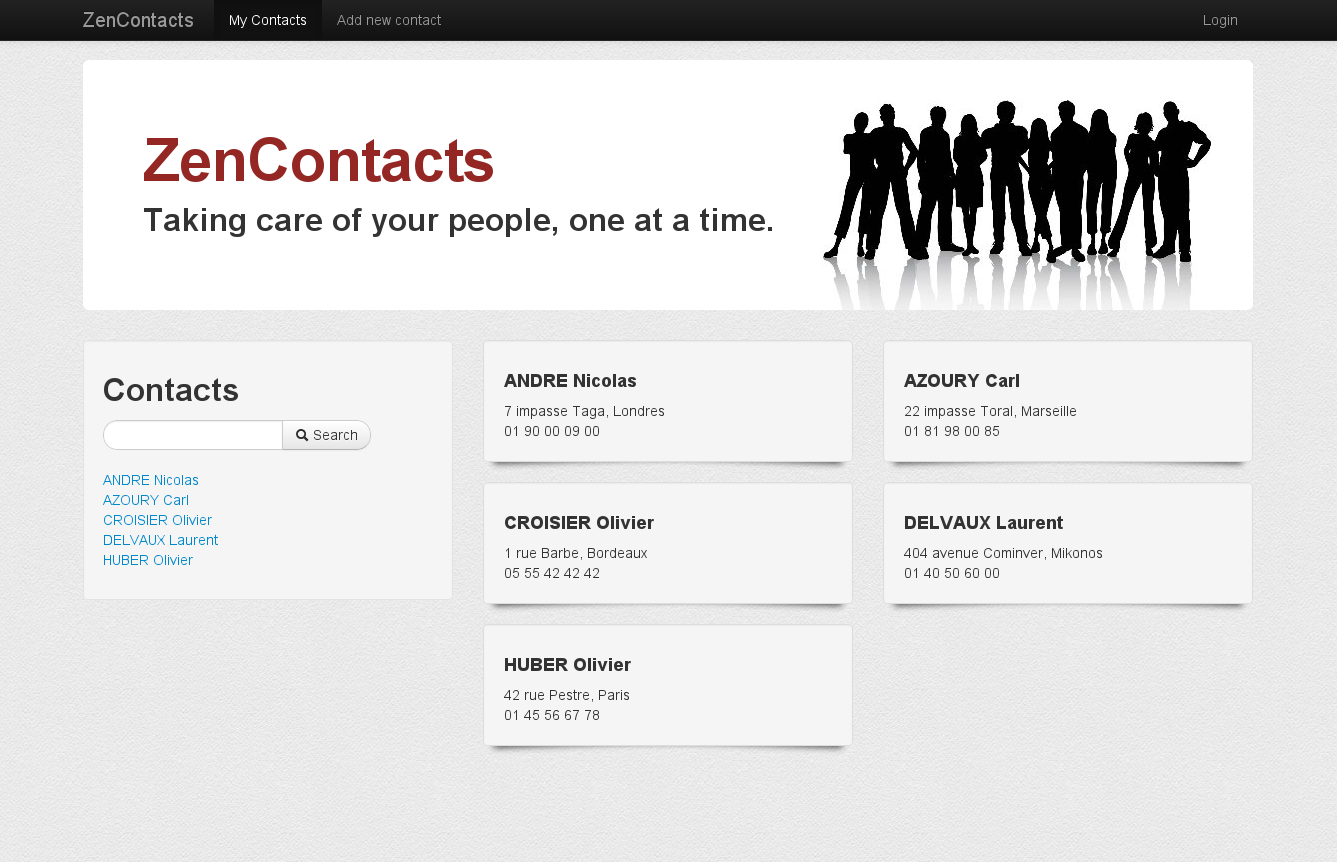 ZenContacts
My Contacts
Add new contact
Login
ZenContacts
Taking care of your people, one at a time.
Contacts
Search
ANDRE Nicolas
AZOURY Carl
CROISIER Olivier
DELVAUX Laurent
HUBER Olivier
ANDRE Nicolas
7 impasse Taga, Londres
01 90 00 09 00
AZOURY Carl
22 impasse Toral, Marseille
01 81 98 00 85
CROISIER Olivier
1 rue Barbe, Bordeaux
05 55 42 42 42
DELVAUX Laurent
404 avenue Cominver, Mikonos
01 40 50 60 00
HUBER Olivier
42 rue Pestre, Paris
01 45 56 67 78